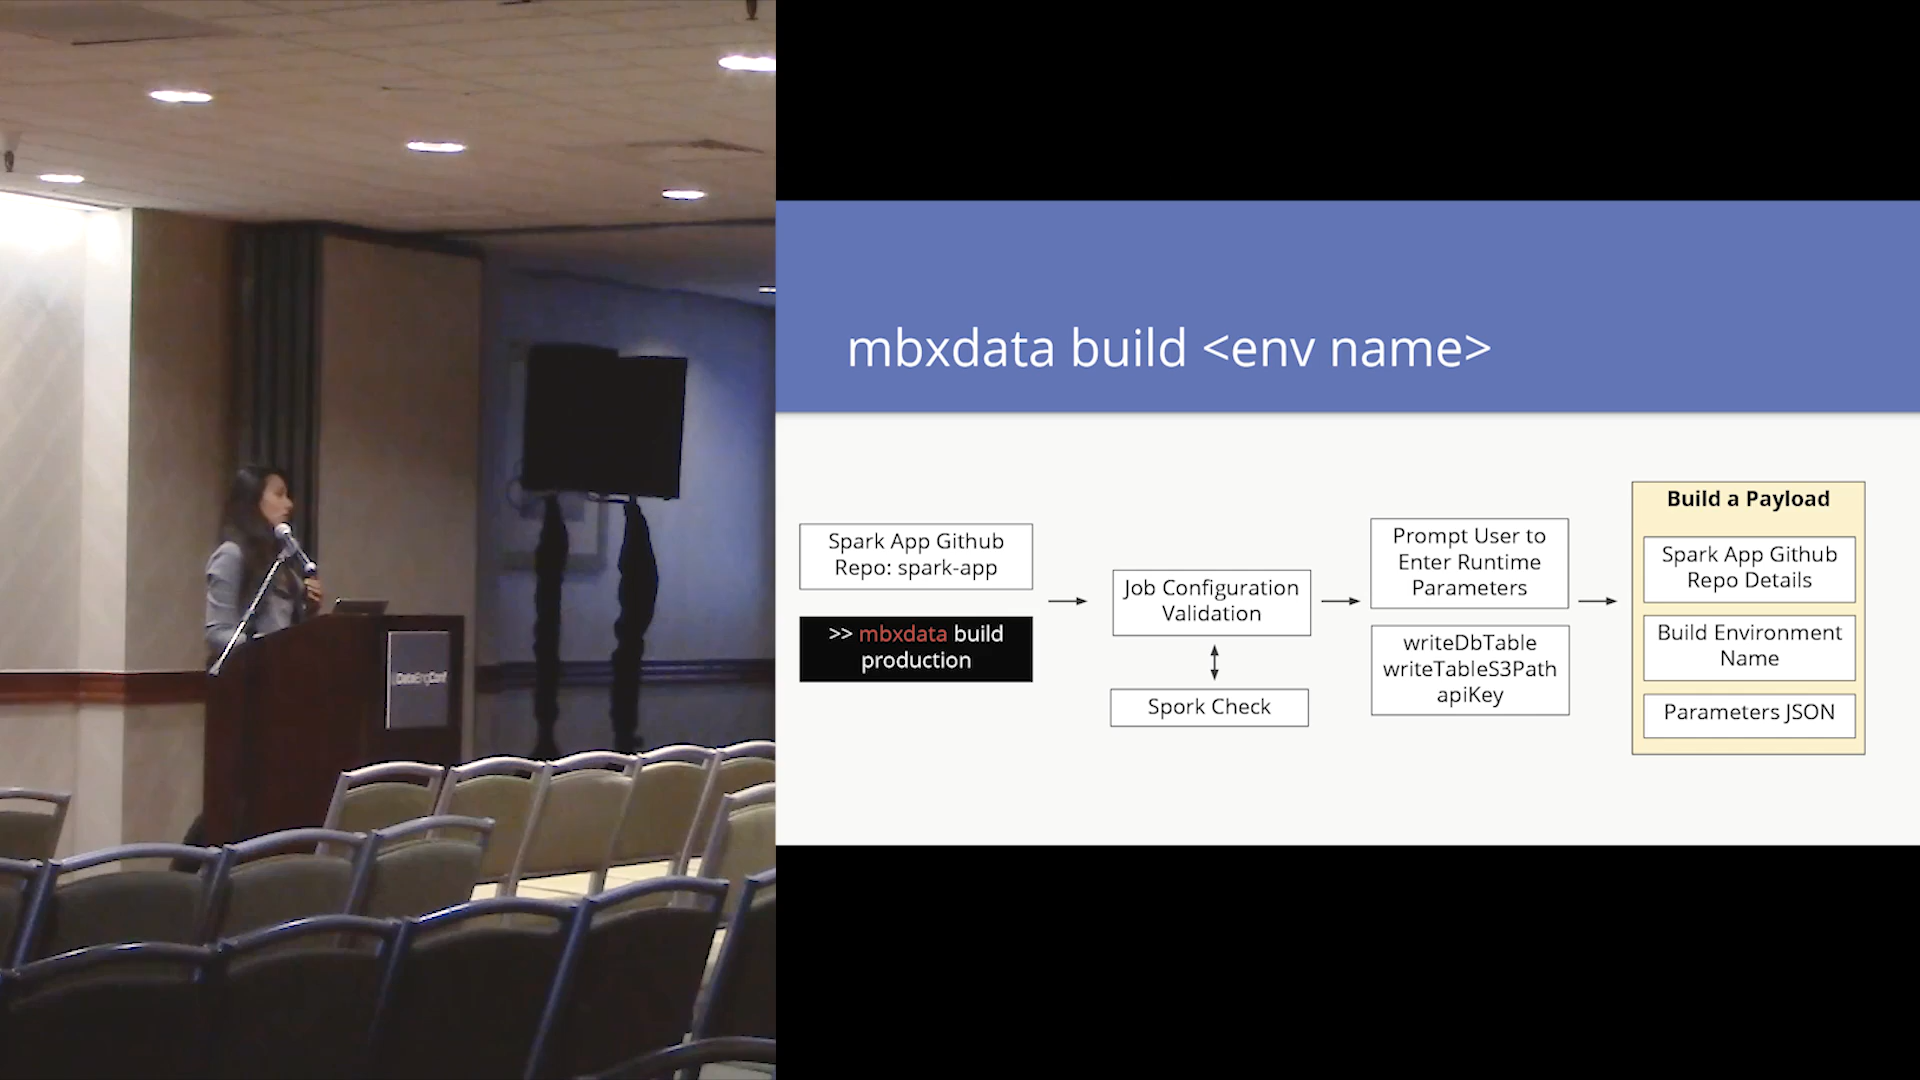 mbxdata build <env name>
Spark App Github
Repo: spark-app
>> mbxdata build
production
Job Configuration
Validation
Spork Check
Prompt User to
Enter Runtime
Parameters
writeDbTable
writeTableS3Path
apiKey
Build a Payload
Spark App Github
Repo Details
Build Environment
Name
Parameters JSON
DataEngConf